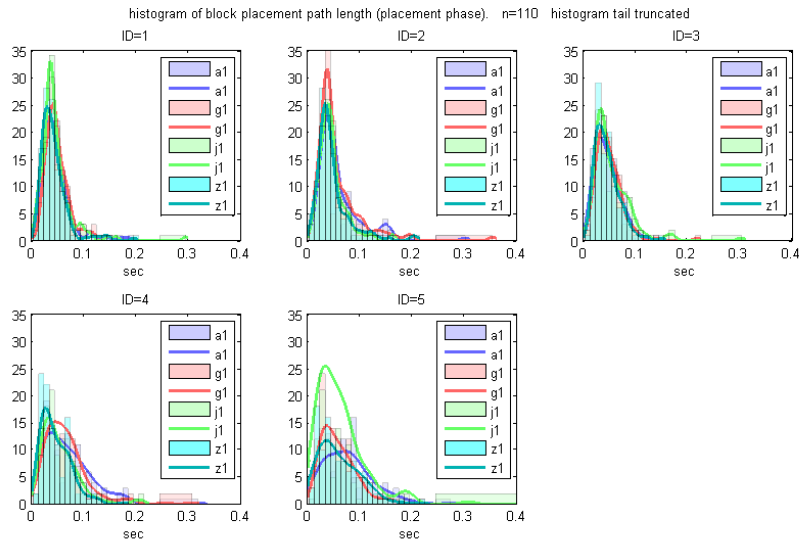 histogram of block placement path length (placement phase).   n=110   histogram tail truncated
ID=1
35
30
25
20
15
10
5
0
a1
a1
g1
g1
j1
j1
z1
z1
0 0.1 0.2 0.3 0.4
sec
ID=2
35
30
25
20
15
10
5
0
a1
a1
g1
g1
j1
j1
z1
z1
0 0.1 0.2 0.3 0.4
sec
ID=3
35
30
25
20
15
10
5
0
a1
a1
g1
g1
j1
j1
z1
z1
0 0.1 0.2 0.3 0.4
sec
ID=4
35
30
25
20
15
10
5
0
a1
a1
g1
g1
j1
j1
z1
z1
0 0.1 0.2 0.3 0.4
sec
ID=5
35
30
25
20
15
10
5
0
a1
a1
g1
g1
j1
j1
z1
z1
0 0.1 0.2 0.3 0.4
sec